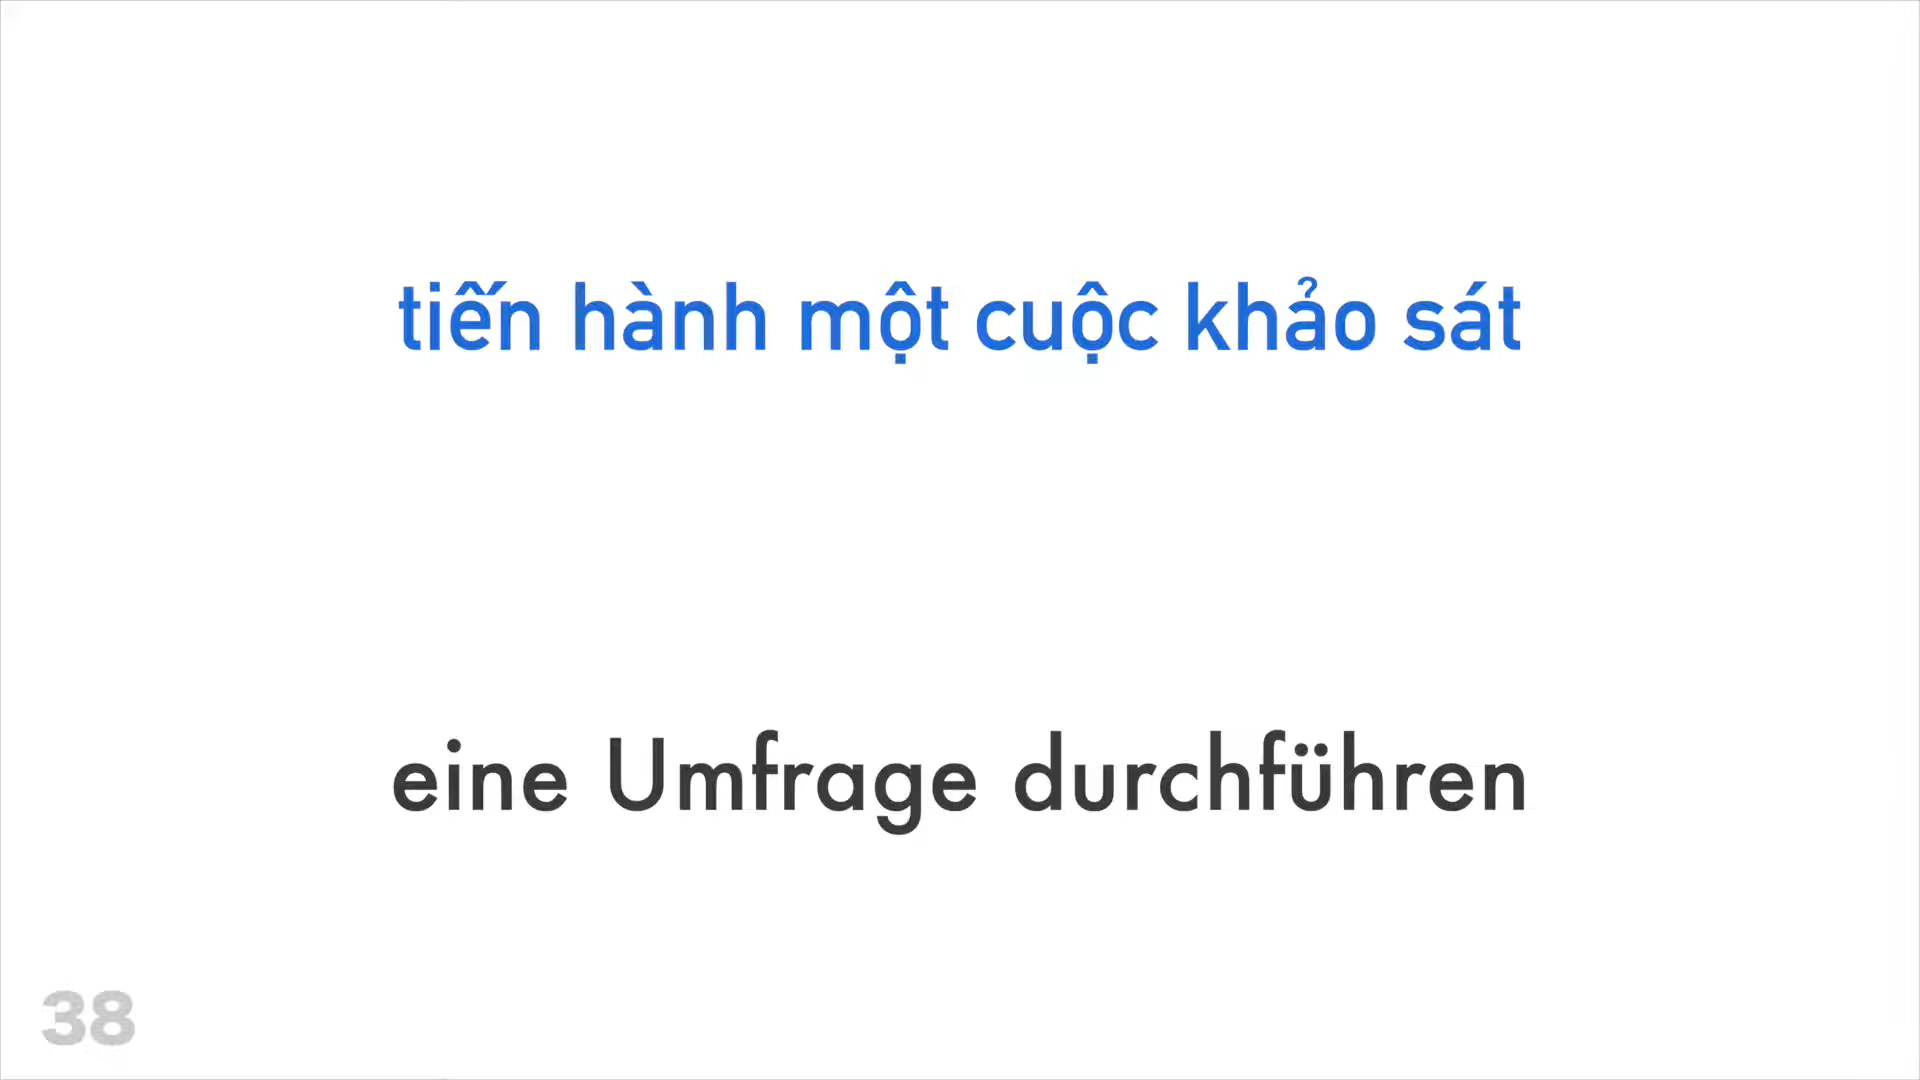 tiến hành một cuộc khảo sát
eine Umfrage durchführen
38